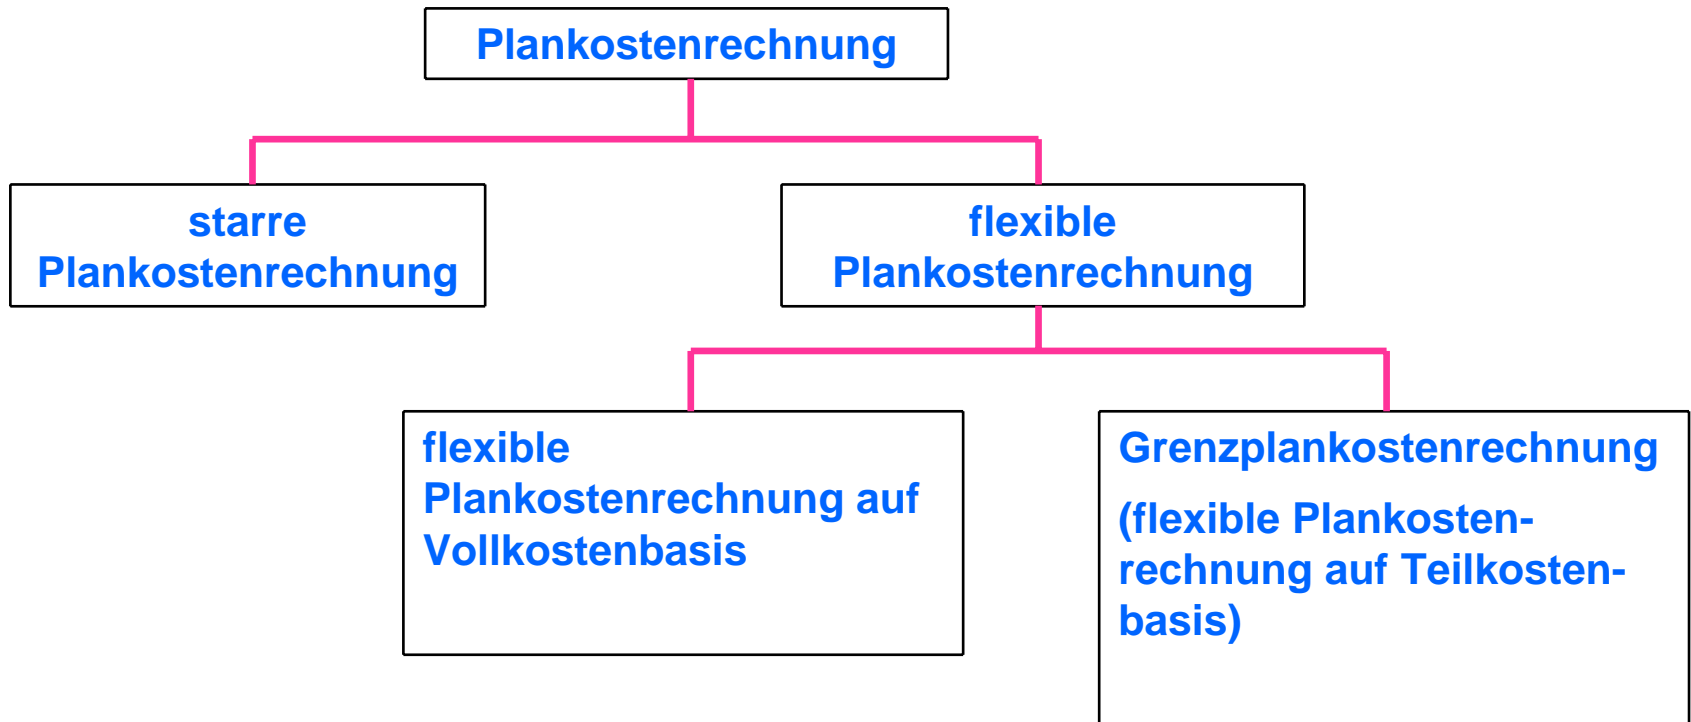 Plankostenrechnung
starre
Plankostenrechnung
flexible
Plankostenrechnung
flexible
Plankostenrechnung auf
Vollkostenbasis
Grenzplankostenrechnung
(flexible Plankosten-
rechnung auf Teilkosten-
basis)